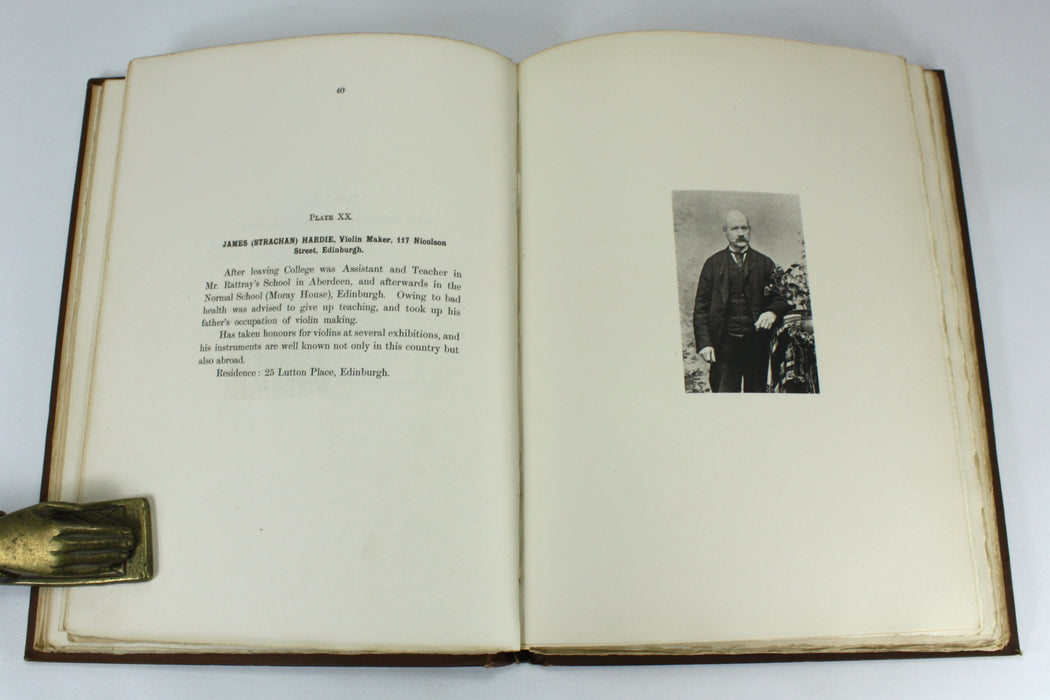 40
PLATE XX.
JAMES (STRACHAN) HARDIE, Violin Maker, 117 Nicolson
Street, Edinburgh.
After leaving College was Assistant and Teacher in
Mr. Rattray's School in Aberdeen, and afterwards in the
Normal School (Moray House), Edinburgh. Owing to bad
health was advised to give up teaching, and took up his
father's occupation of violin making.
Has taken honours for violins at several exhibitions, and
his instruments are well known not only in this country but
also abroad.
Residence: 25 Lutton Place, Edinburgh.